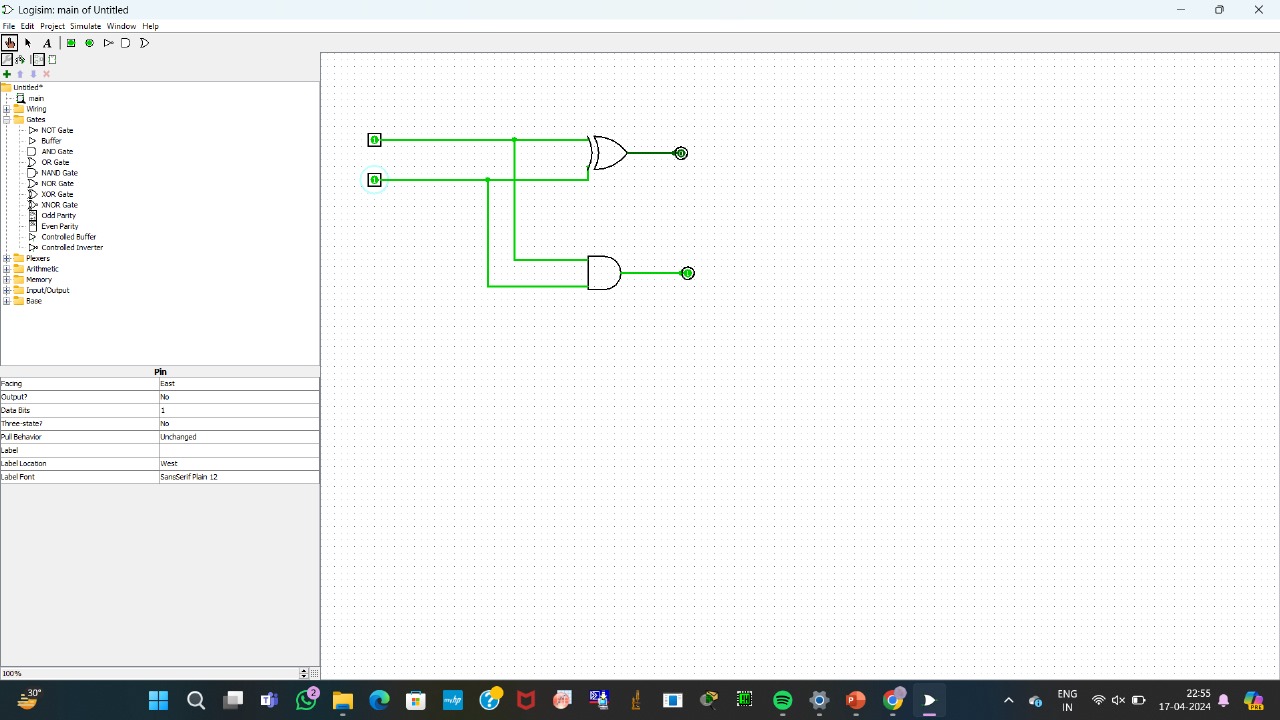 Logisim: main of Untitled
File Edit Project Simulate Window Help
A
Untitled*
main
Wiring
Gates
NOT Gate
Buffer
AND Gate
OR Gate
NAND Gate
NOR Gate
XOR Gate
XNOR Gate
Odd Parity
Even Parity
Controlled Buffer
Controlled Inverter
Plexers
Arithmetic
Memory
Input/Output
Base
1
1
0
1
Pin
Facing East
Output? No
Data Bits 1
Three-state? No
Pull Behavior Unchanged
Label
Label Location West
Label Font SansSerif Plain 12
100%
30°
2
ENG
IN
22:55
17-04-2024
PRE